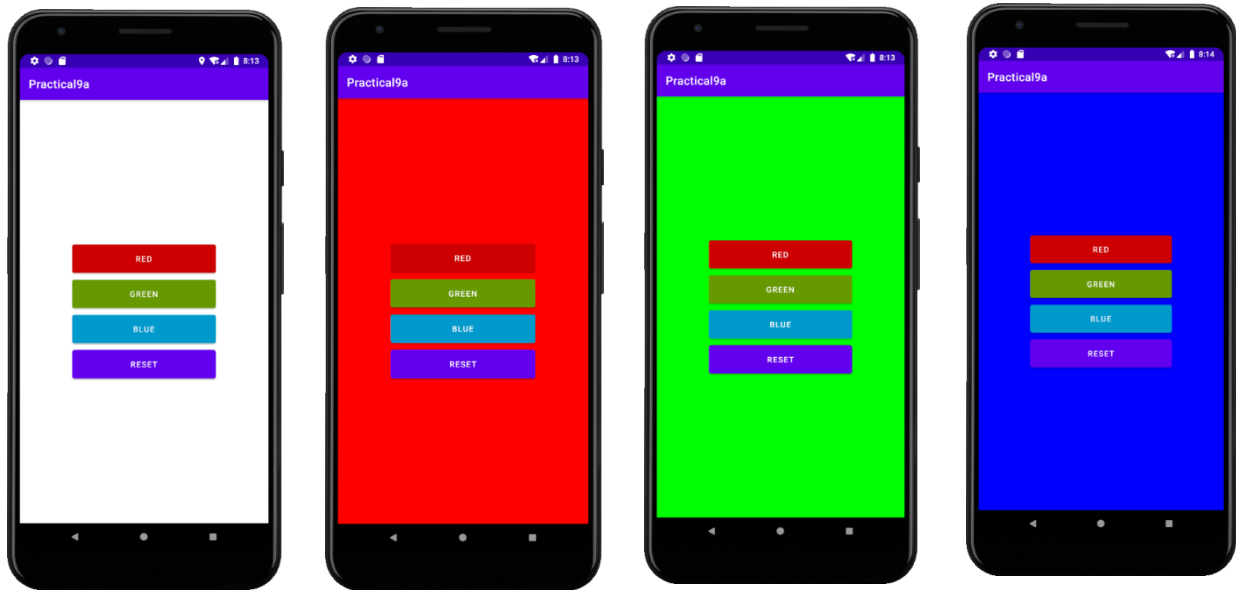 8:13
Practical9a
RED
GREEN
BLUE
RESET
8:13
Practical9a
RED
GREEN
BLUE
RESET
8:13
Practical9a
RED
GREEN
BLUE
RESET
8:14
Practical9a
RED
GREEN
BLUE
RESET